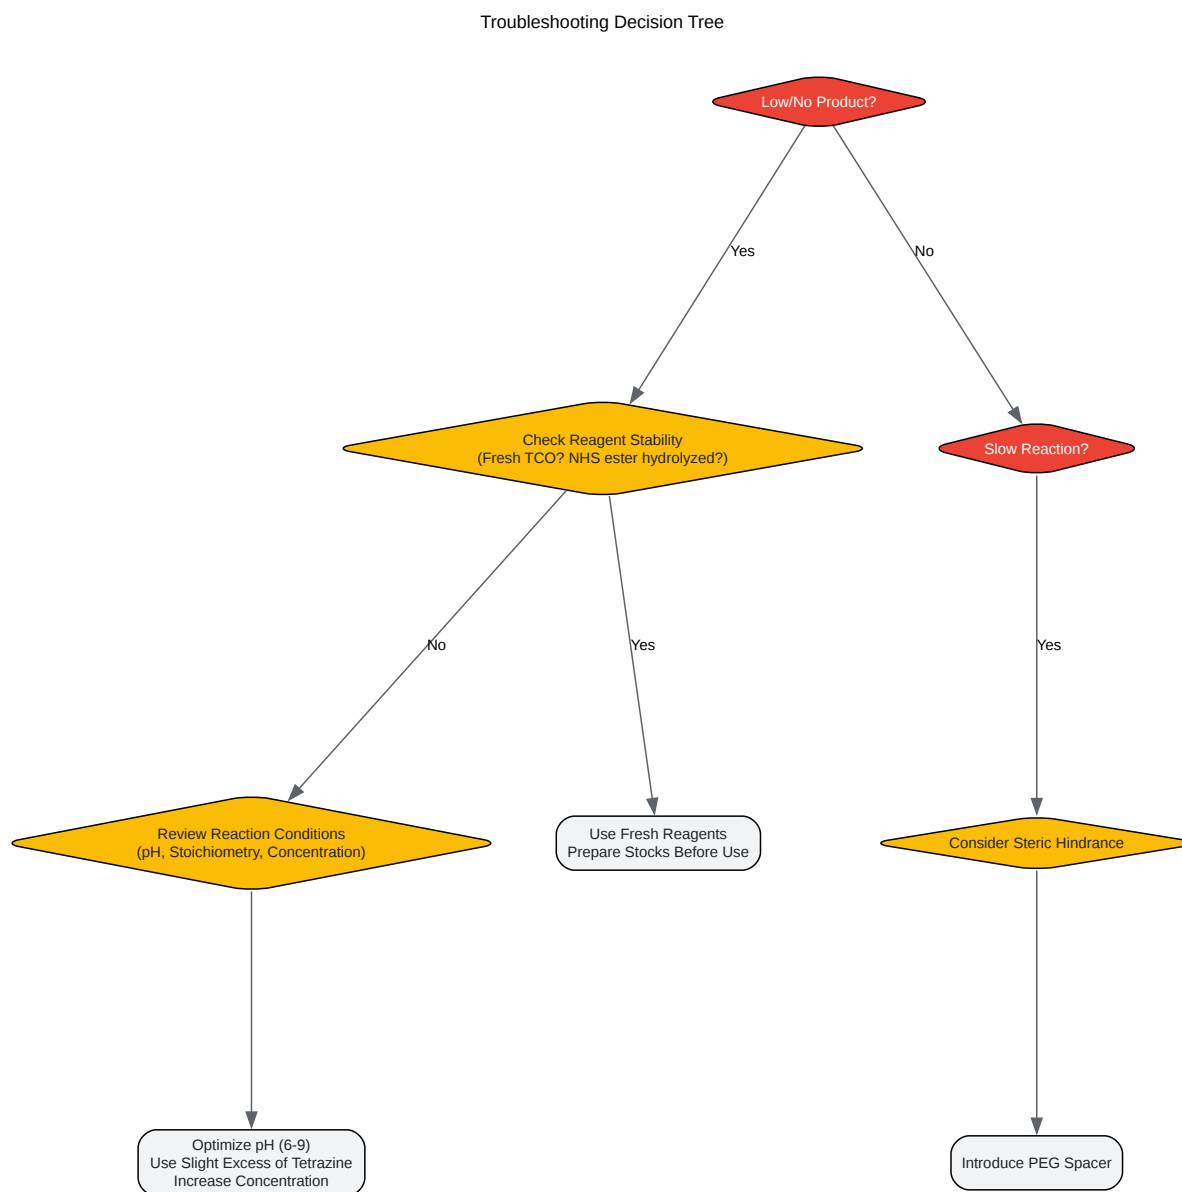 Troubleshooting Decision Tree
Low/No Product?
Yes
No
Check Reagent Stability
(Fresh TCO? NHS ester hydrolyzed?)
Slow Reaction?
No
Yes
Yes
Review Reaction Conditions
(pH, Stoichiometry, Concentration)
Use Fresh Reagents
Prepare Stocks Before Use
Consider Steric Hindrance
Optimize pH (6-9)
Use Slight Excess of Tetrazine
Increase Concentration
Introduce PEG Spacer